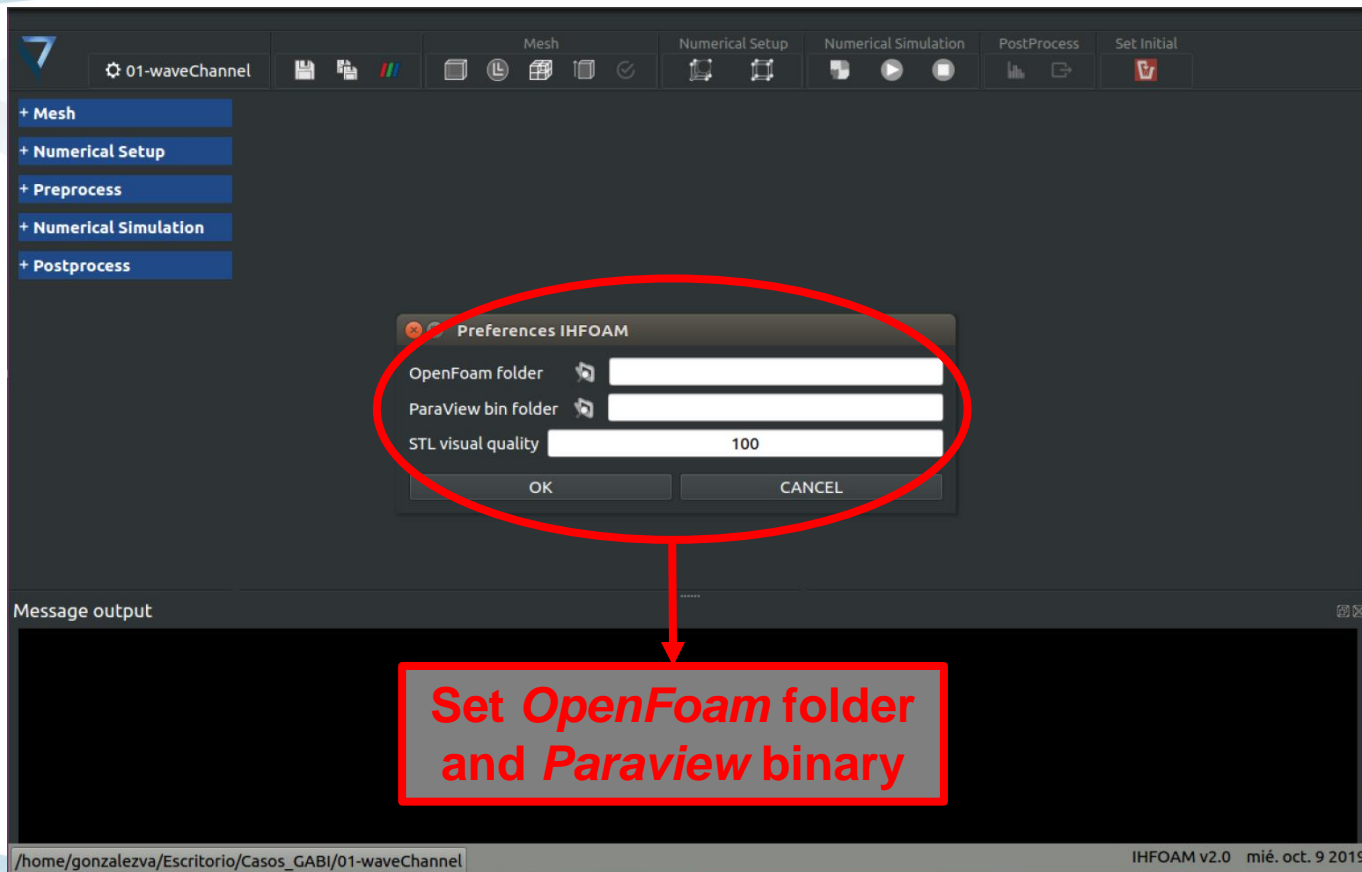 Mesh Numerical Setup Numerical Simulation PostProcess Set Initial
01-waveChannel
+ Mesh
+ Numerical Setup
+ Preprocess
+ Numerical Simulation
+ Postprocess
Preferences IHFOAM
OpenFoam folder
ParaView bin folder
STL visual quality 100
OK CANCEL
Message output
Set OpenFoam folder
and Paraview binary
/home/gonzalezva/Escritorio/Casos_GABI/01-waveChannel IHFOAM v2.0 mié. oct. 9 2019